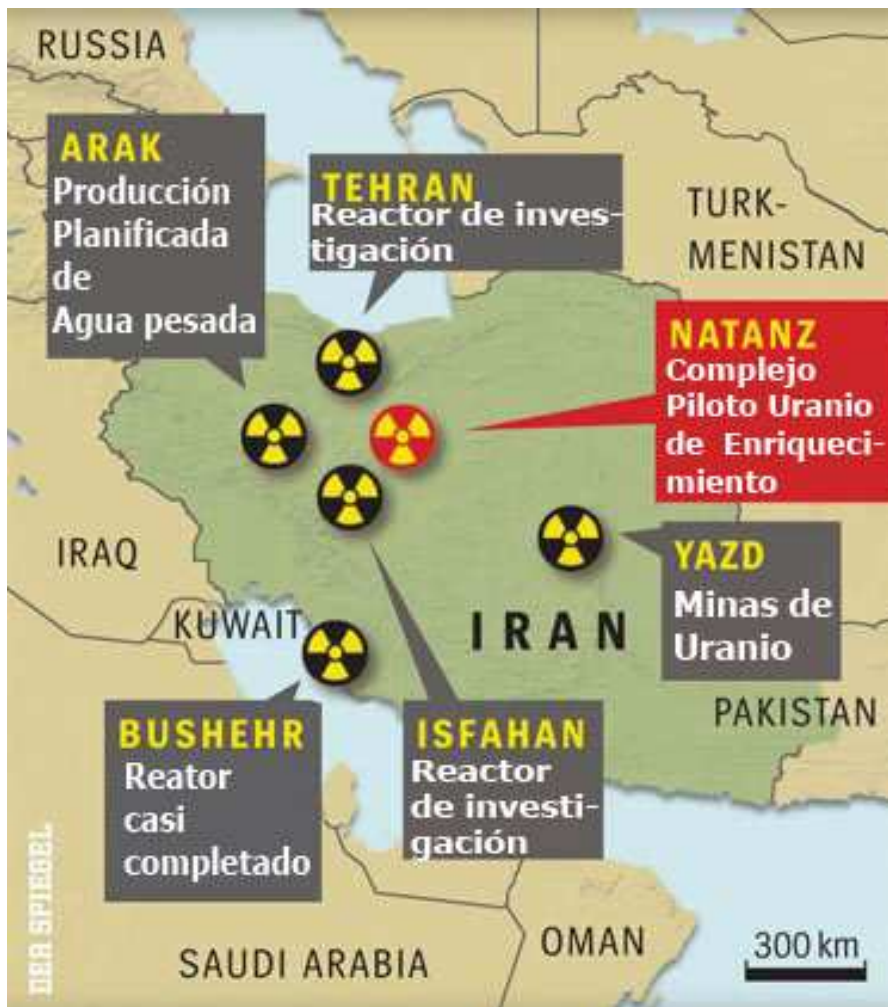 RUSSIA
ARAK
Producción
Planificada
de
Agua pesada
TEHRAN
Reactor de inves-
tigación
TURK-
MENISTAN
NATANZ
Complejo
Piloto Uranio
de Enriqueci-
miento
IRAQ
YAZD
Minas de
Uranio
KUWAIT
IRAN
PAKISTAN
BUSHEHR
Reator
casi
completado
ISFAHAN
Reactor
de investi-
gación
DER SPIEGEL
SAUDI ARABIA
OMAN
300 km